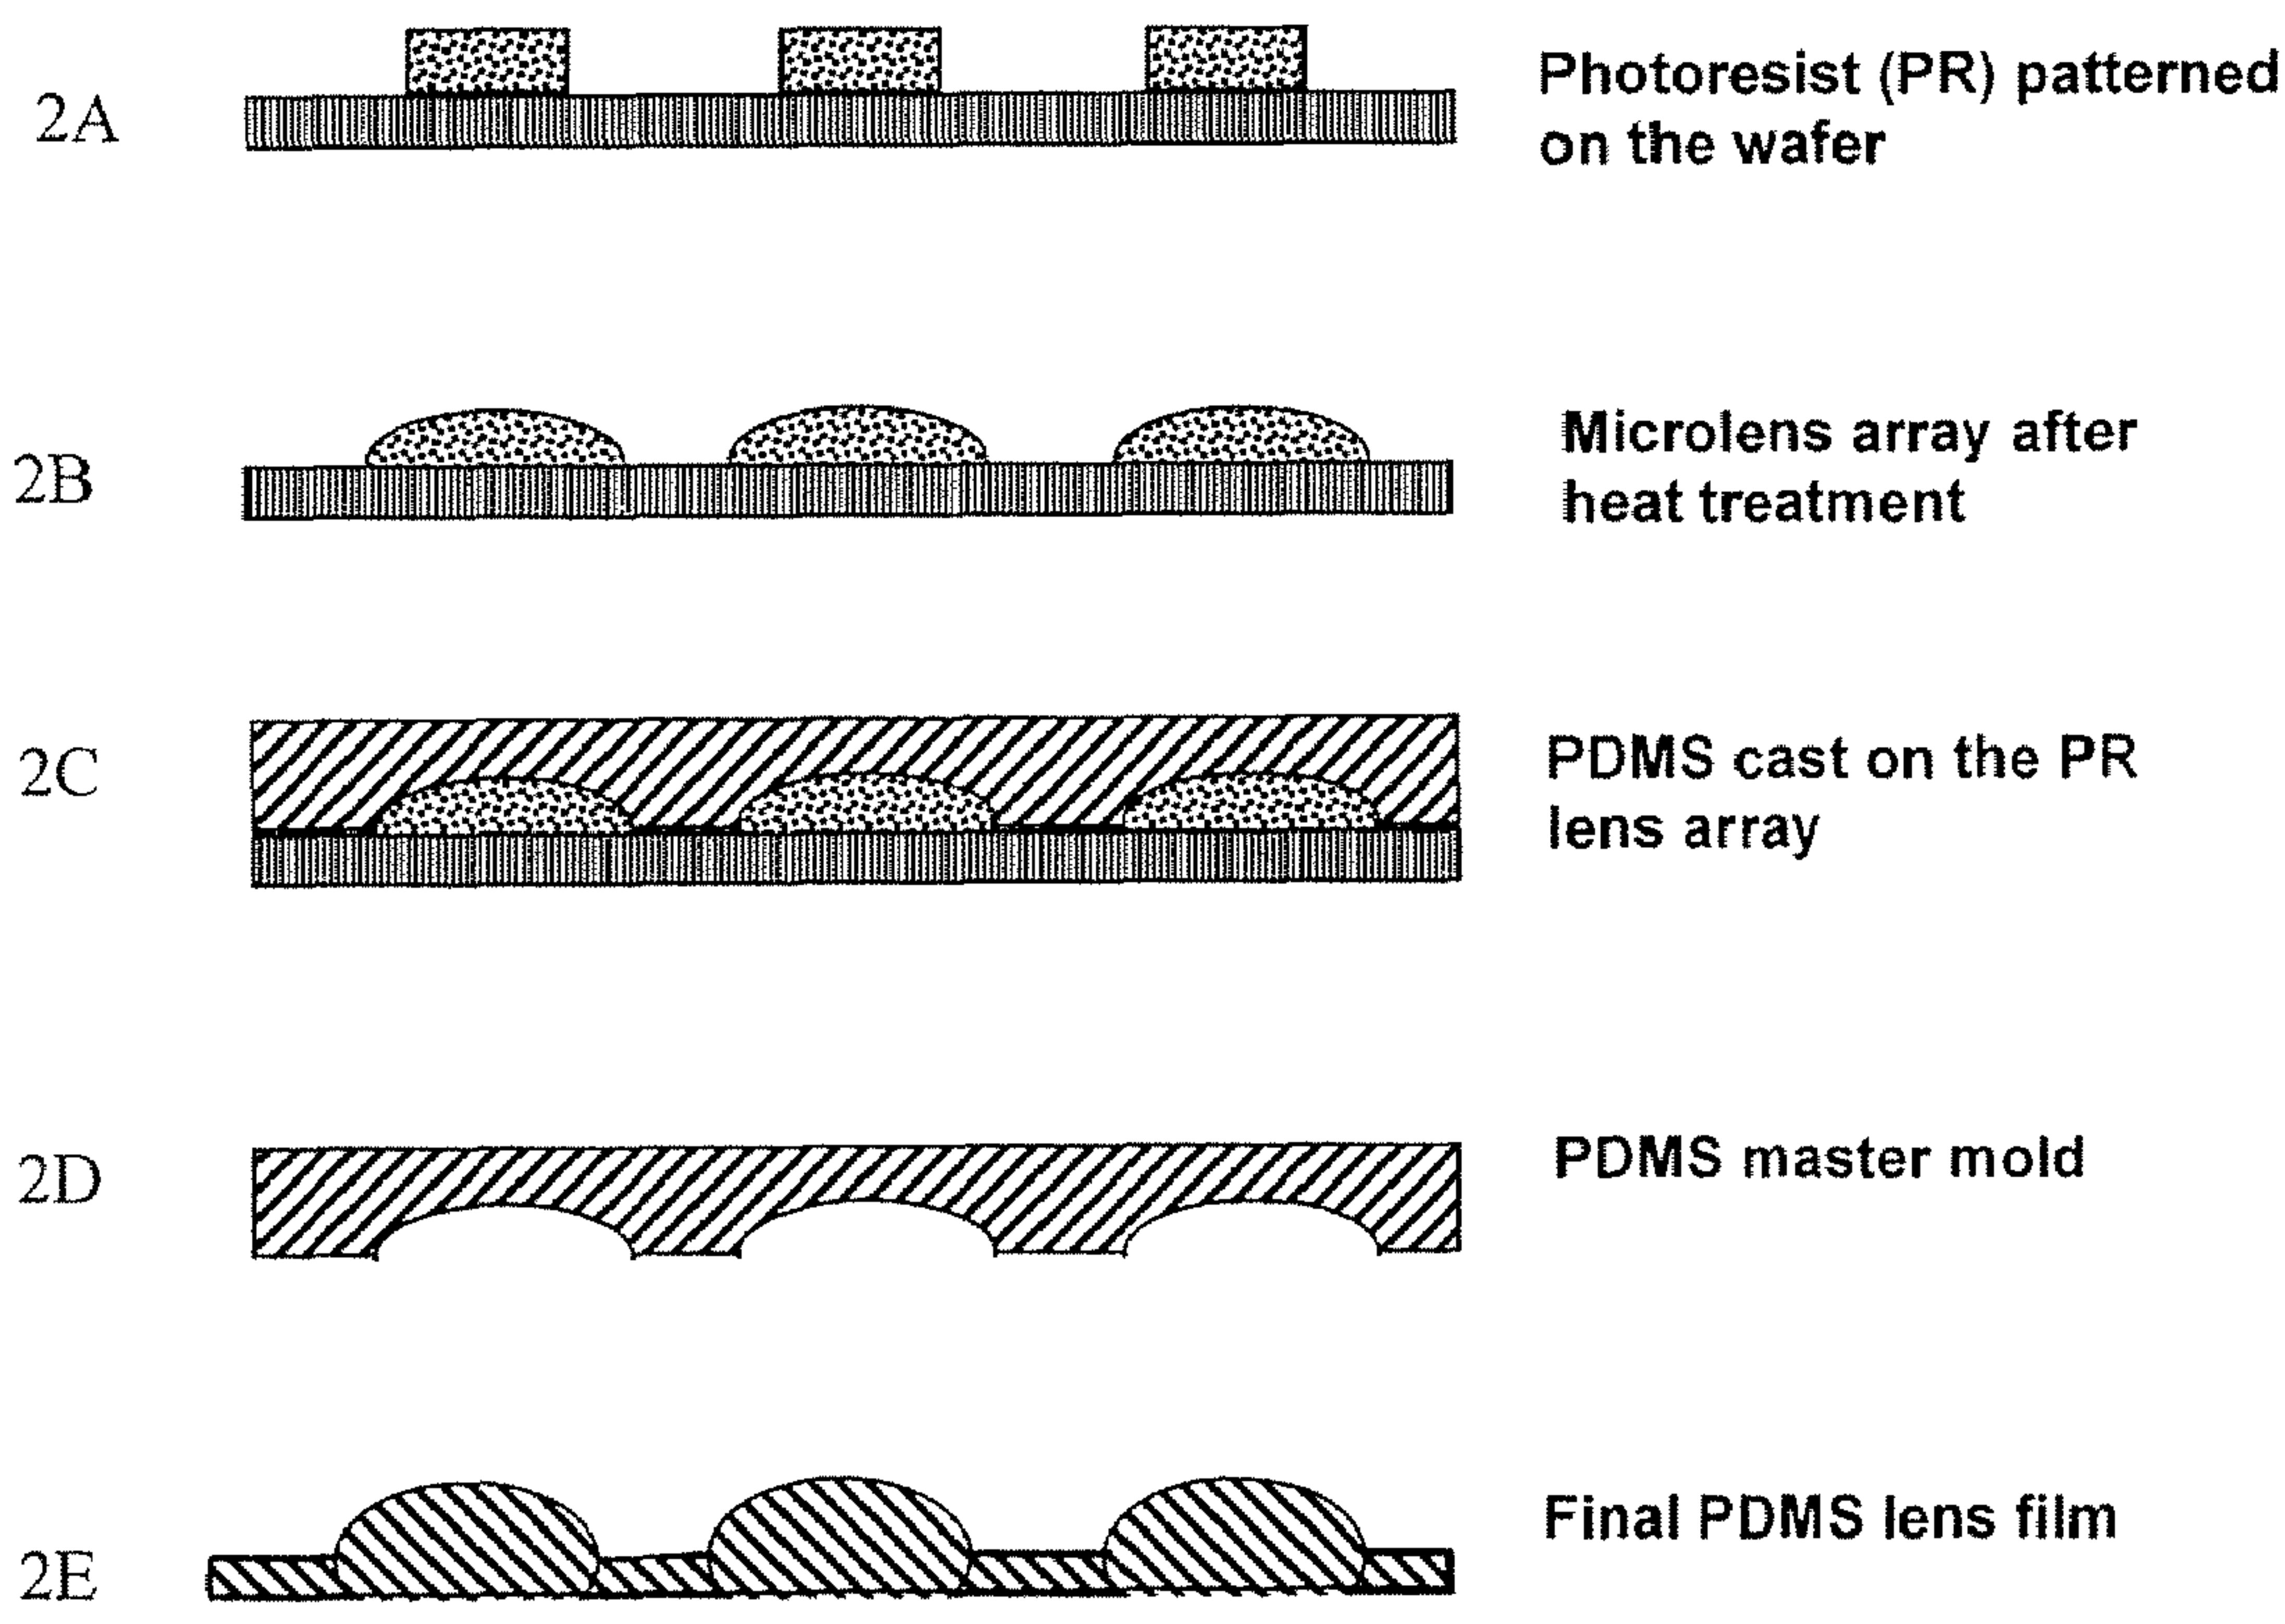 2A
Photoresist (PR) patterned
on the wafer
2B
Microlens array after
heat treatment
2C
PDMS cast on the PR
lens array
2D
PDMS master mold
2E
Final PDMS lens film